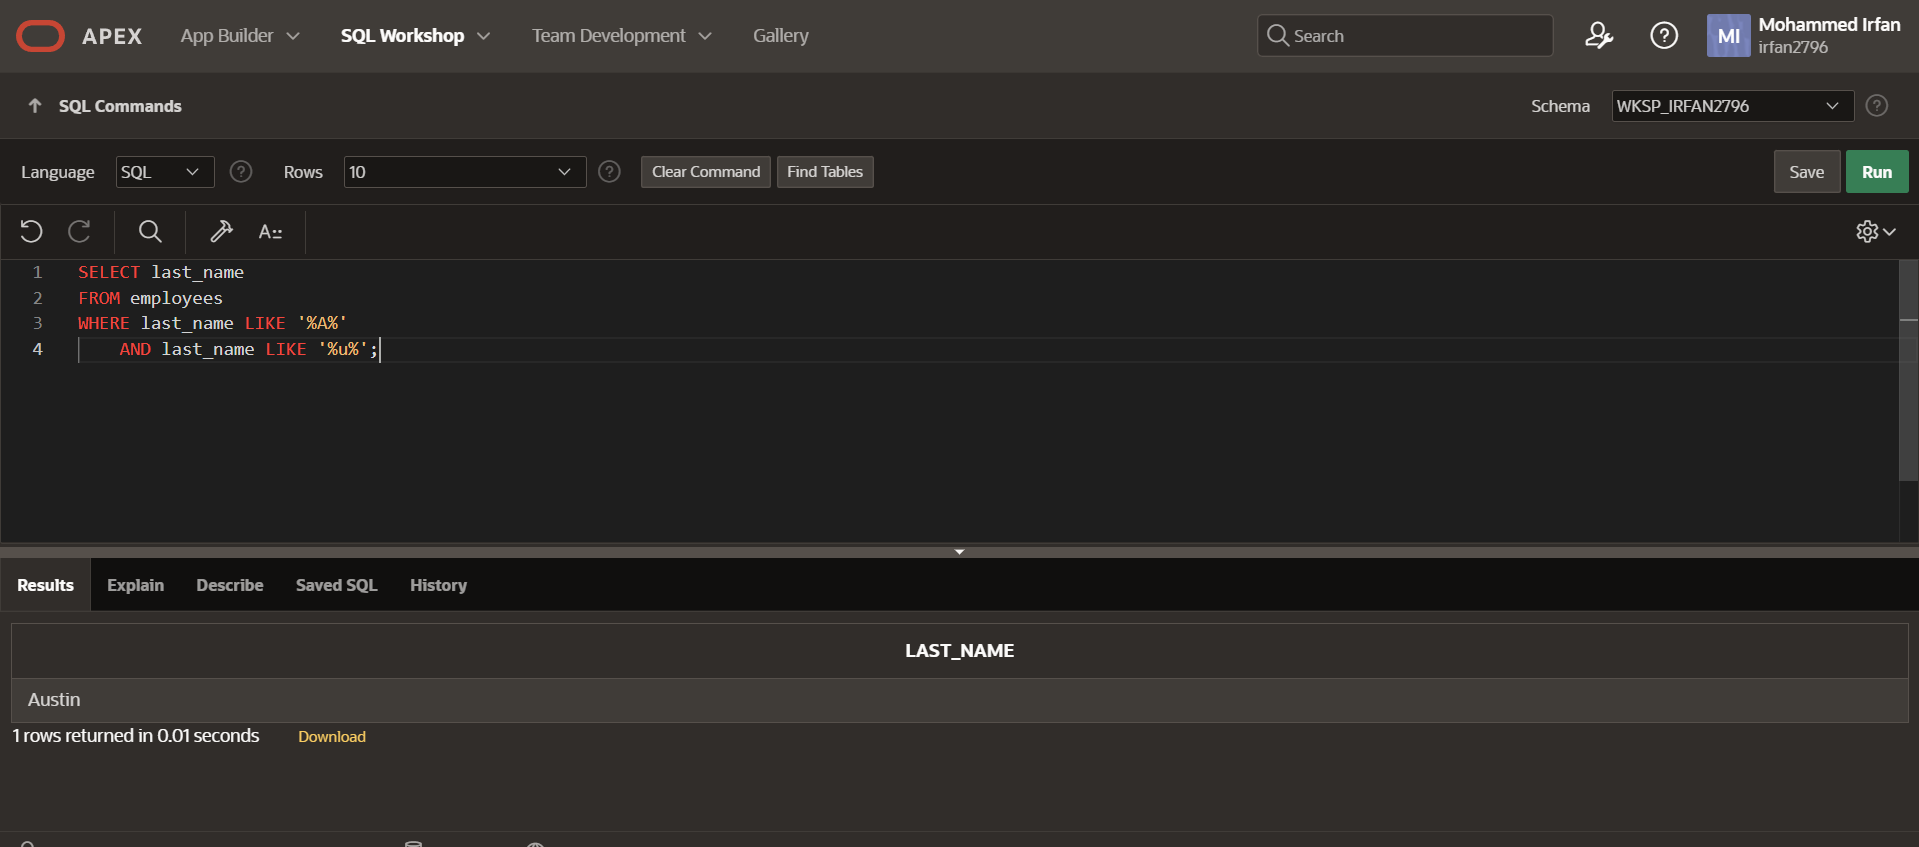 APEX App Builder SQL Workshop Team Development Gallery Search MI Mohammed Irfan
irfan2796
SQL Commands Schema WKSP_IRFAN2796 ?
Language SQL ? Rows 10 ? Clear Command Find Tables Save Run
A::
1 SELECT last_name
2 FROM employees
3 WHERE last_name LIKE '%A%'
4 AND last_name LIKE '%u%';
Results Explain Describe Saved SQL History
LAST_NAME
Austin
1 rows returned in 0.01 seconds Download